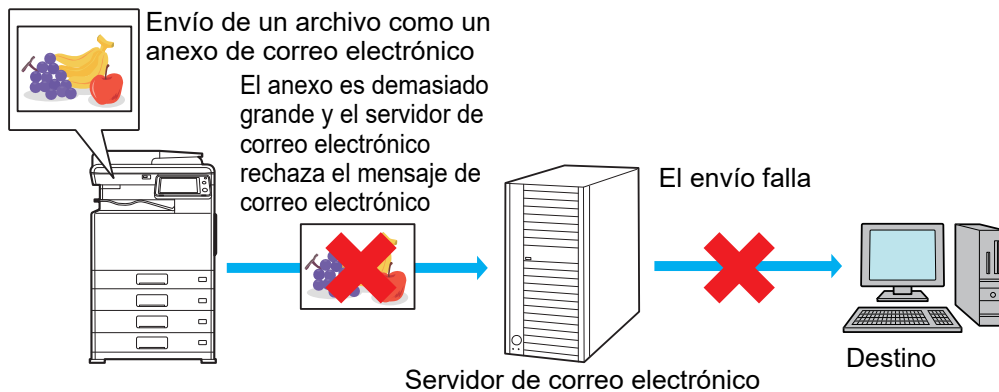 Envío de un archivo como un
anexo de correo electrónico
El anexo es demasiado
grande y el servidor de
correo electrónico
rechaza el mensaje de
correo electrónico
El envío falla
Destino
Servidor de correo electrónico